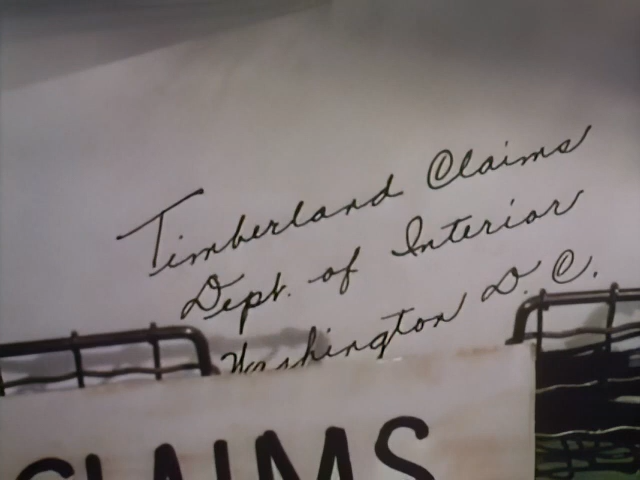 Timberland Claims
Dept. of Interior
Washington D.C.
CLAIMS